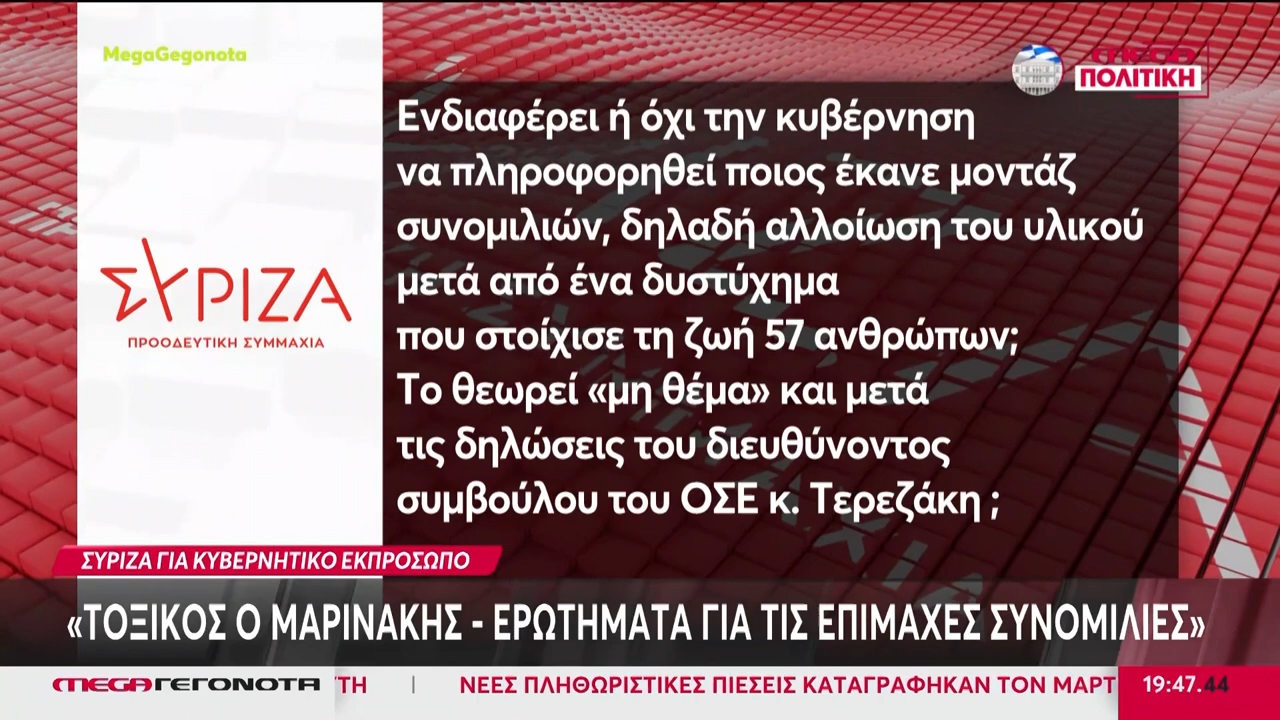 MegaGegonota
MEGA
ΠΟΛΙΤΙΚΗ
Ενδιαφέρει ή όχι την κυβέρνηση
να πληροφορηθεί ποιος έκανε μοντάζ
συνομιλιών, δηλαδή αλλοίωση του υλικού
μετά από ένα δυστύχημα
που στοίχισε τη ζωή 57 ανθρώπων;
Το θεωρεί «μη θέμα» και μετά
τις δηλώσεις του διευθύνοντος
συμβούλου του ΟΣΕ κ. Τερεζάκη ;
ΣΥΡΙΖΑ
ΠΡΟΟΔΕΥΤΙΚΗ ΣΥΜΜΑΧΙΑ
ΣΥΡΙΖΑ ΓΙΑ ΚΥΒΕΡΝΗΤΙΚΟ ΕΚΠΡΟΣΩΠΟ
«ΤΟΞΙΚΟΣ Ο ΜΑΡΙΝΑΚΗΣ - ΕΡΩΤΗΜΑΤΑ ΓΙΑ ΤΙΣ ΕΠΙΜΑΧΕΣ ΣΥΝΟΜΙΛΙΕΣ»
MEGA ΓΕΓΟΝΟΤΑ ΤΗ | ΝΕΕΣ ΠΛΗΘΩΡΙΣΤΙΚΕΣ ΠΙΕΣΕΙΣ ΚΑΤΑΓΡΑΦΗΚΑΝ ΤΟΝ ΜΑΡΤ 19:47.44